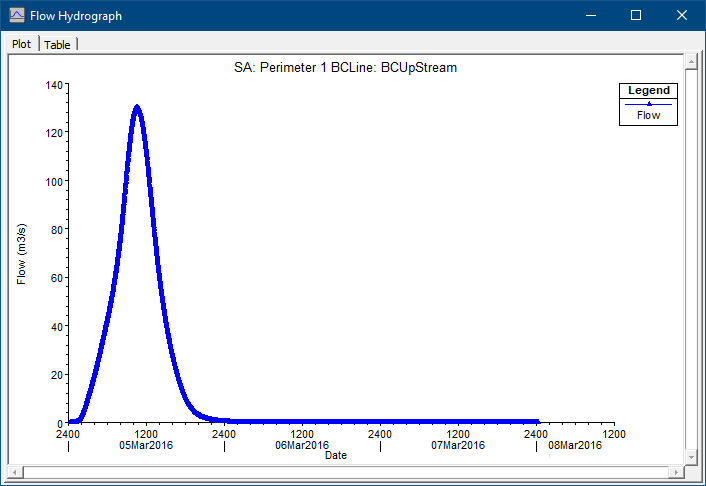 Flow Hydrograph
Plot Table
SA: Perimeter 1 BCLine: BCUpStream
Legend
Flow
140
120
100
80
60
40
20
0
Flow (m3/s)
2400 1200 2400 1200 2400 1200 2400 1200
05Mar2016 06Mar2016 07Mar2016 08Mar2016
Date